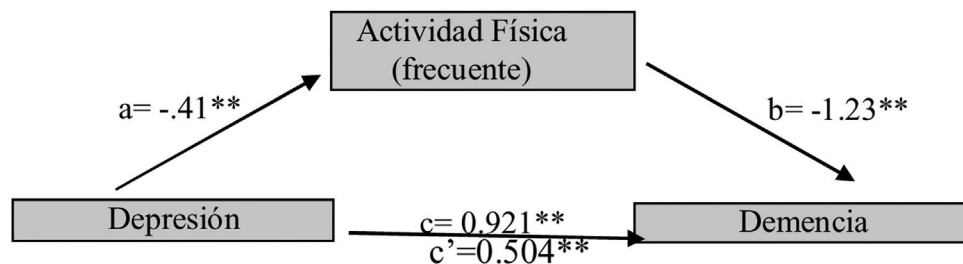 Actividad Física
(frecuente)
a= -.41**
b= -1.23**
Depresión
c= 0.921**
c’=0.504**
Demencia